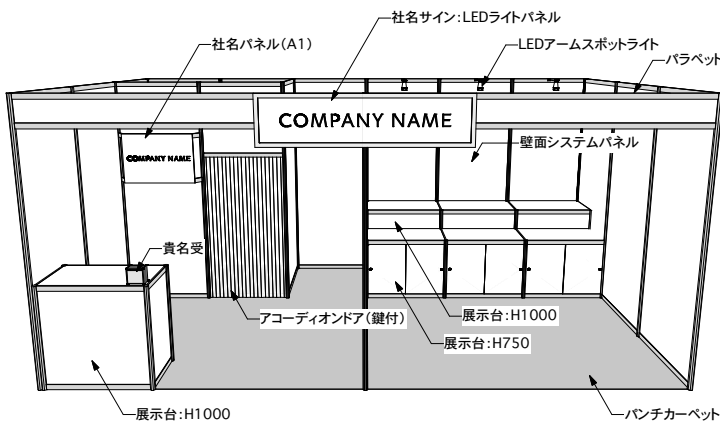 社名サイン:LEDライトパネル
社名パネル(A1)
LEDアームスポットライト
パラペット
COMPANY NAME
壁面システムパネル
COMPANY NAME
貴名受
アコーディオンドア(鍵付)
展示台:H1000
展示台:H750
展示台:H1000
パンチカーペット